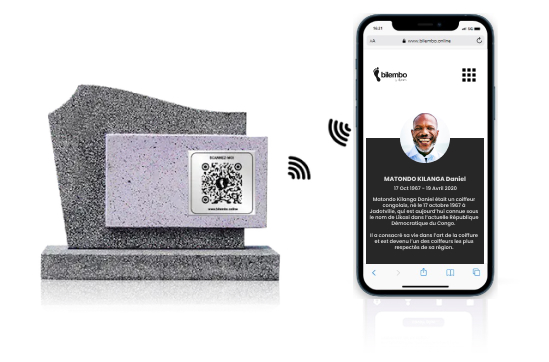 SCANNEZ-MOI
www.bilembo.online
16:21
5G
AA
www.bilembo.online
bilembo
MATONDO KILANGA Daniel
17 Oct 1967 - 19 Avril 2020
Matondo Kilanga Daniel était un coiffeur
congolais, né le 17 octobre 1967 à
Jadotville, qui est aujourd'hui connue sous
le nom de Likasi dans l'actuelle République
Démocratique du Congo.
Il a consacré sa vie dans l'art de la coiffure
et est devenu l'un des coiffeurs les plus
respectés de sa région.